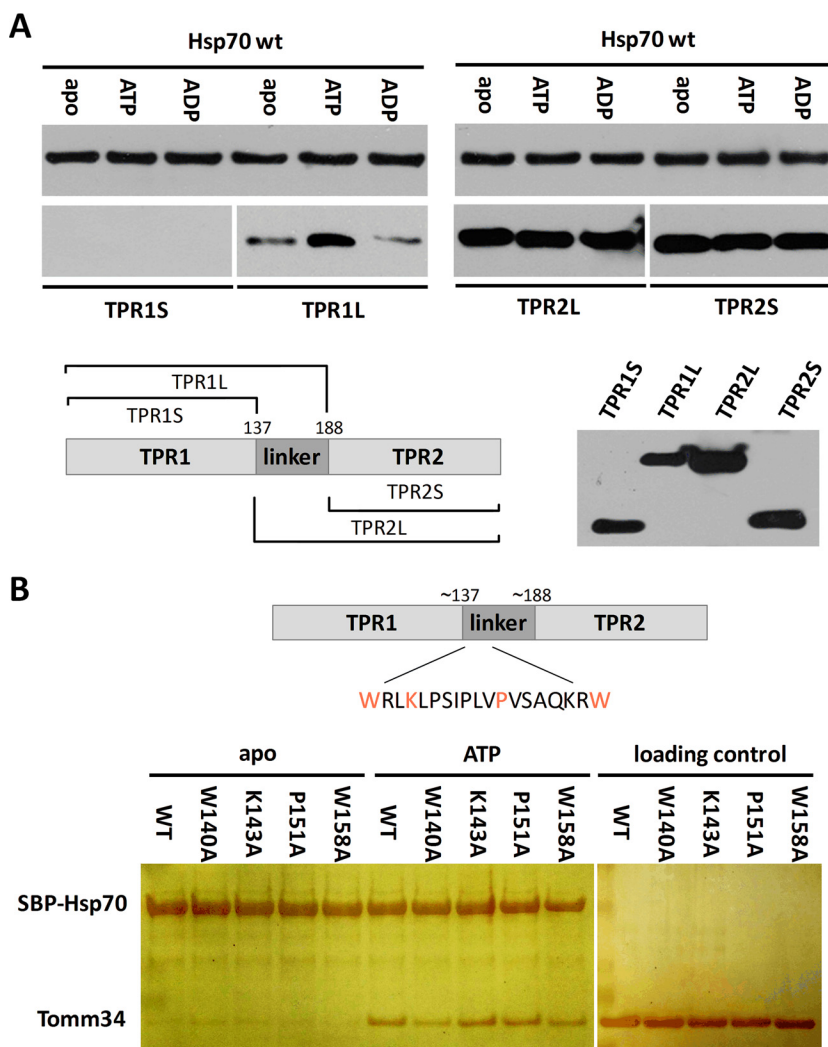 A
Hsp70 wt
Hsp70 wt
apo ATP ADP apo ATP ADP
apo ATP ADP apo ATP ADP
TPR1S TPR1L
TPR2L TPR2S
TPR1L
TPR1S
137 188
TPR1 linker TPR2
TPR2S
TPR2L
TPR1S TPR1L TPR2L TPR2S
B
~137 ~188
TPR1 linker TPR2
WRLKLPSIPLVPVSAQKRW
apo ATP loading control
WT W140A K143A P151A W158A WT W140A K143A P151A W158A WT W140A K143A P151A W158A
SBP-Hsp70
Tomm34